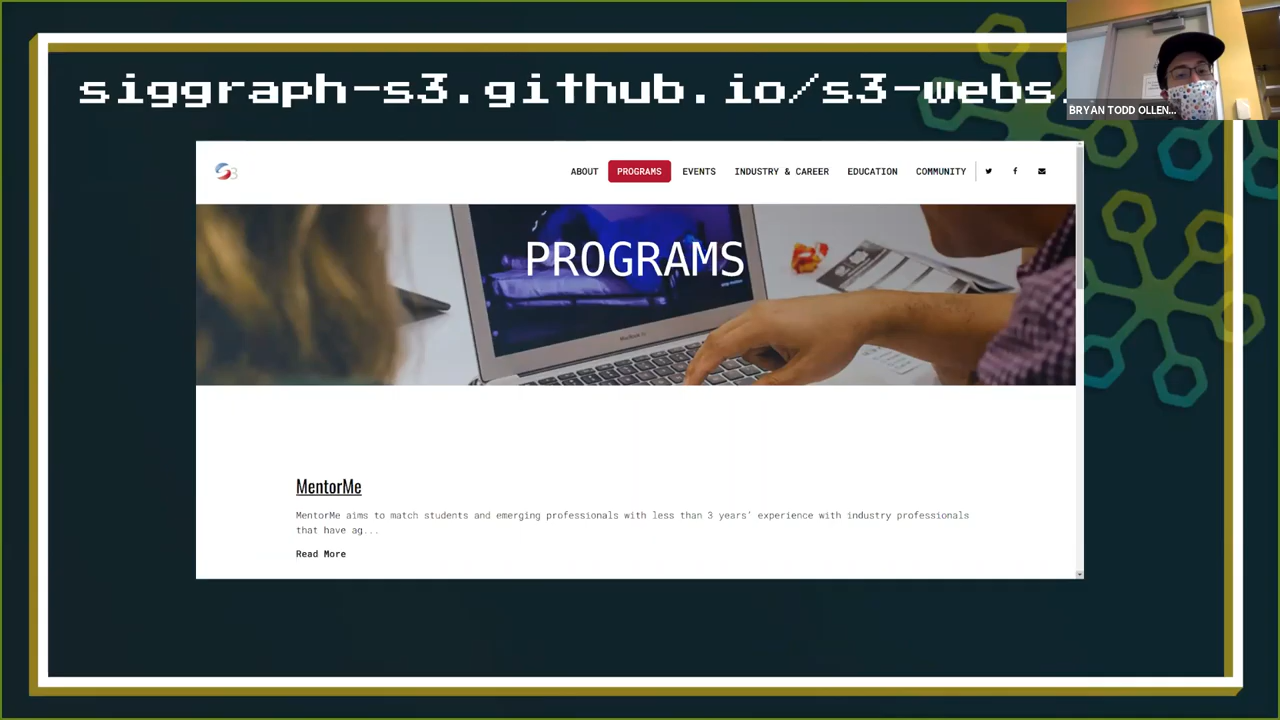 siggraph-s3.github.io/s3-webs
BRYAN TODD OLLEN...
ABOUT PROGRAMS EVENTS INDUSTRY & CAREER EDUCATION COMMUNITY
PROGRAMS
MentorMe
MentorMe aims to match students and emerging professionals with less than 3 years’ experience with industry professionals
that have ag...
Read More